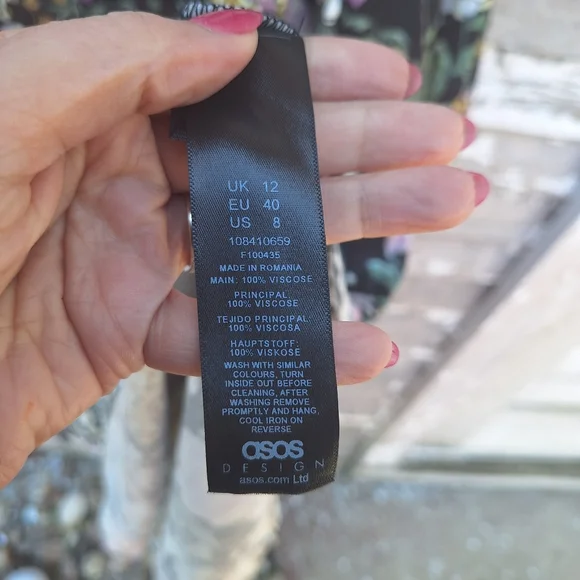 UK 12
EU 40
US 8
108410659
F100435
MADE IN ROMANIA
MAIN: 100% VISCOSE
PRINCIPAL:
100% VISCOSE
TEJIDO PRINCIPAL:
100% VISCOSA
HAUPTSTOFF:
100% VISKOSE
WASH WITH SIMILAR
COLOURS, TURN
INSIDE OUT BEFORE
CLEANING, AFTER
WASHING REMOVE
PROMPTLY AND HANG,
COOL IRON ON
REVERSE
asos
DESIGN
asos.com Ltd